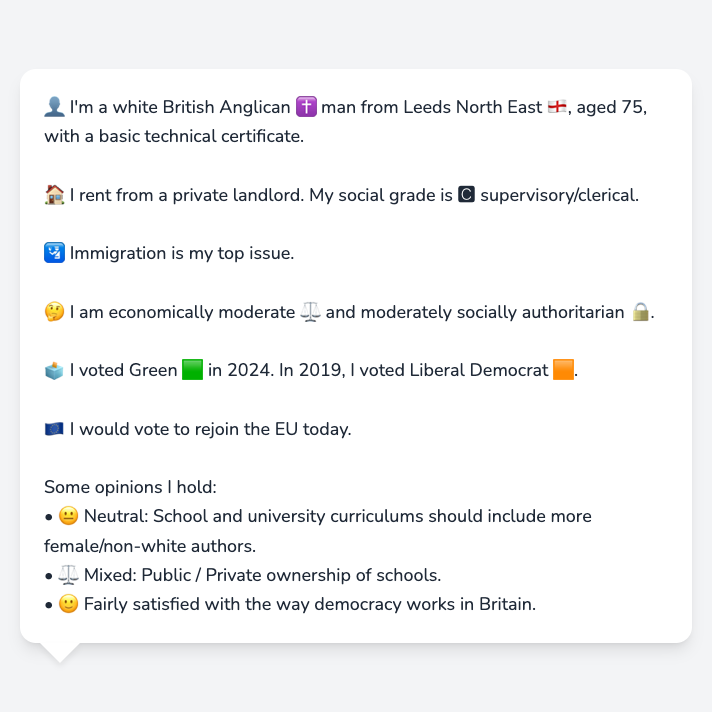 👤 I'm a white British Anglican ✝️ man from Leeds North East 🏴󠁧󠁢󠁥󠁮󠁧󠁿, aged 75,
with a basic technical certificate.
🏠 I rent from a private landlord. My social grade is 🅲 supervisory/clerical.
🛂 Immigration is my top issue.
🤔 I am economically moderate ⚖️ and moderately socially authoritarian 🔒.
🗳️ I voted Green 🟩 in 2024. In 2019, I voted Liberal Democrat 🟧.
🇪🇺 I would vote to rejoin the EU today.
Some opinions I hold:
• 😐 Neutral: School and university curriculums should include more
female/non-white authors.
• ⚖️ Mixed: Public / Private ownership of schools.
• 🙂 Fairly satisfied with the way democracy works in Britain.